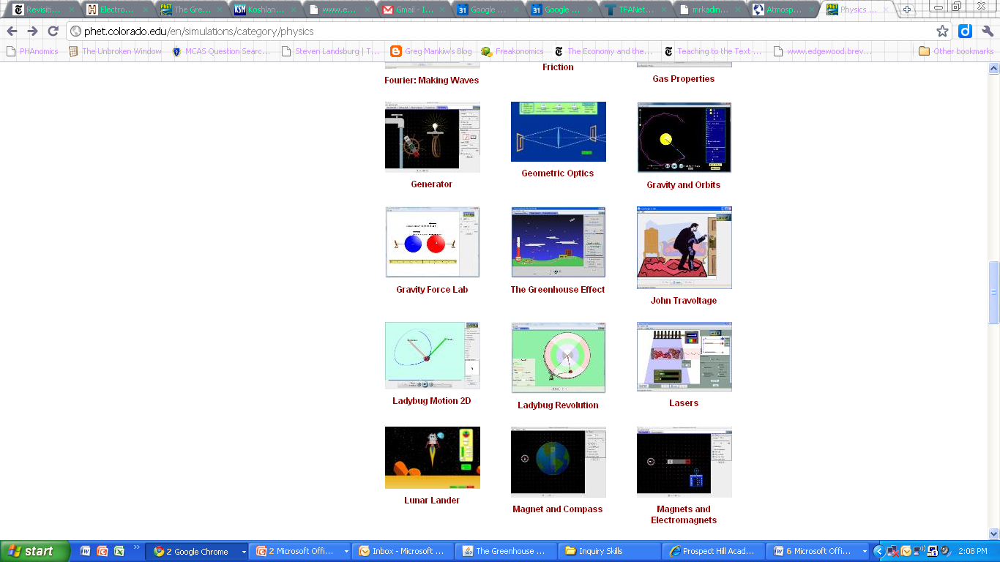 Revisiti...
Electro...
The Gre...
Koshlan...
www.e...
Gmail - I...
Google ...
Google ...
TFANet...
mrkadin...
Atmosp...
Physics ...
phet.colorado.edu/en/simulations/category/physics
PHAnomics
The Unbroken Window
MCAS Question Searc...
Steven Landsburg | T...
Greg Mankiw's Blog
Freakonomics
The Economy and the...
Teaching to the Text ...
www.edgewood.brev...
Other bookmarks
Fourier: Making Waves
Friction
Gas Properties
Generator
Geometric Optics
Gravity and Orbits
Gravity Force Lab
The Greenhouse Effect
John Travoltage
Ladybug Motion 2D
Ladybug Revolution
Lasers
Lunar Lander
Magnet and Compass
Magnets and
Electromagnets
start
2 Google Chrome
2 Microsoft Offi...
Inbox - Microsoft ...
The Greenhouse ...
Inquiry Skills
Prospect Hill Acad...
6 Microsoft Offi...
2:08 PM